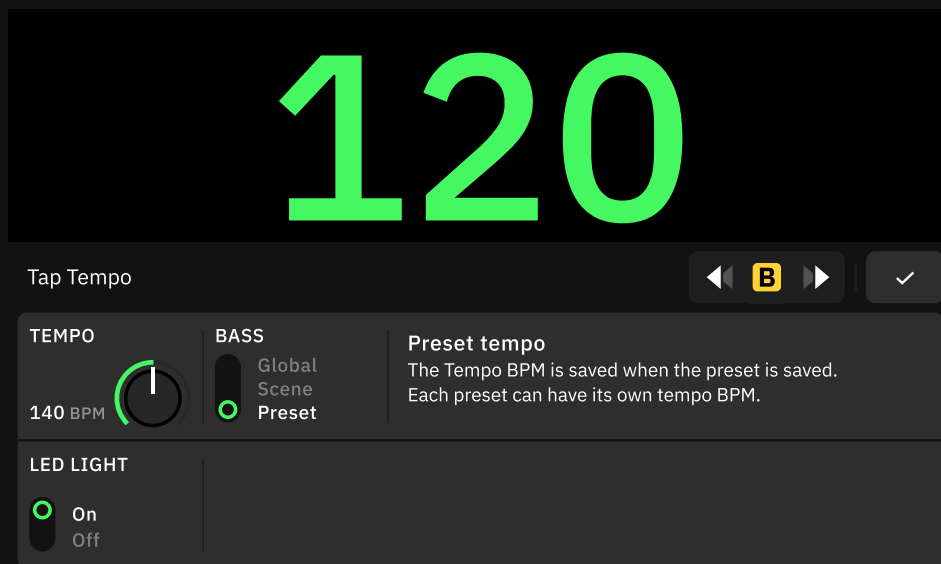 120
Tap Tempo
B
TEMPO
140 BPM
BASS
Global
Scene
Preset
Preset tempo
The Tempo BPM is saved when the preset is saved.
Each preset can have its own tempo BPM.
LED LIGHT
On
Off